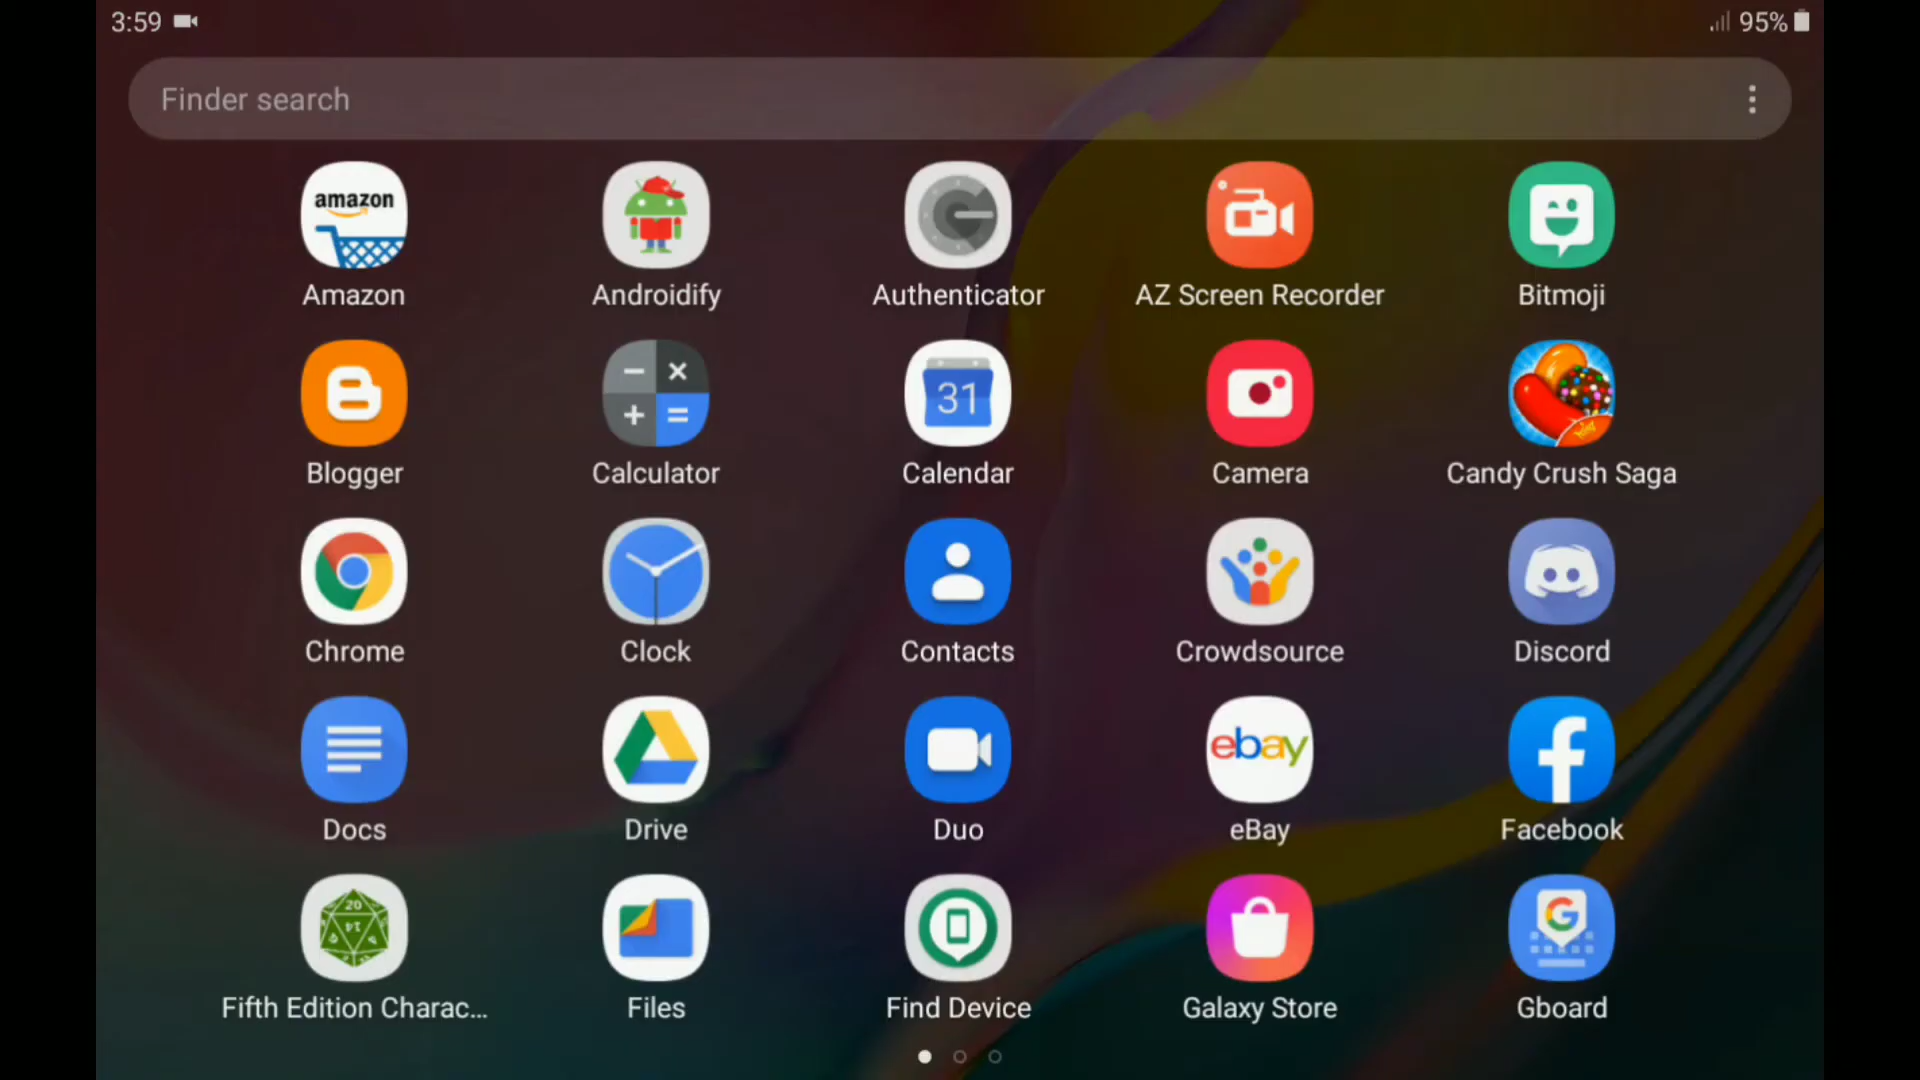 3:59
95%
Finder search
amazon
Amazon
Androidify
Authenticator
AZ Screen Recorder
Bitmoji
31
Blogger
Calculator
Calendar
Camera
Candy Crush Saga
Chrome
Clock
Contacts
Crowdsource
Discord
ebay
Docs
Drive
Duo
eBay
Facebook
20
14
G
Fifth Edition Charac...
Files
Find Device
Galaxy Store
Gboard